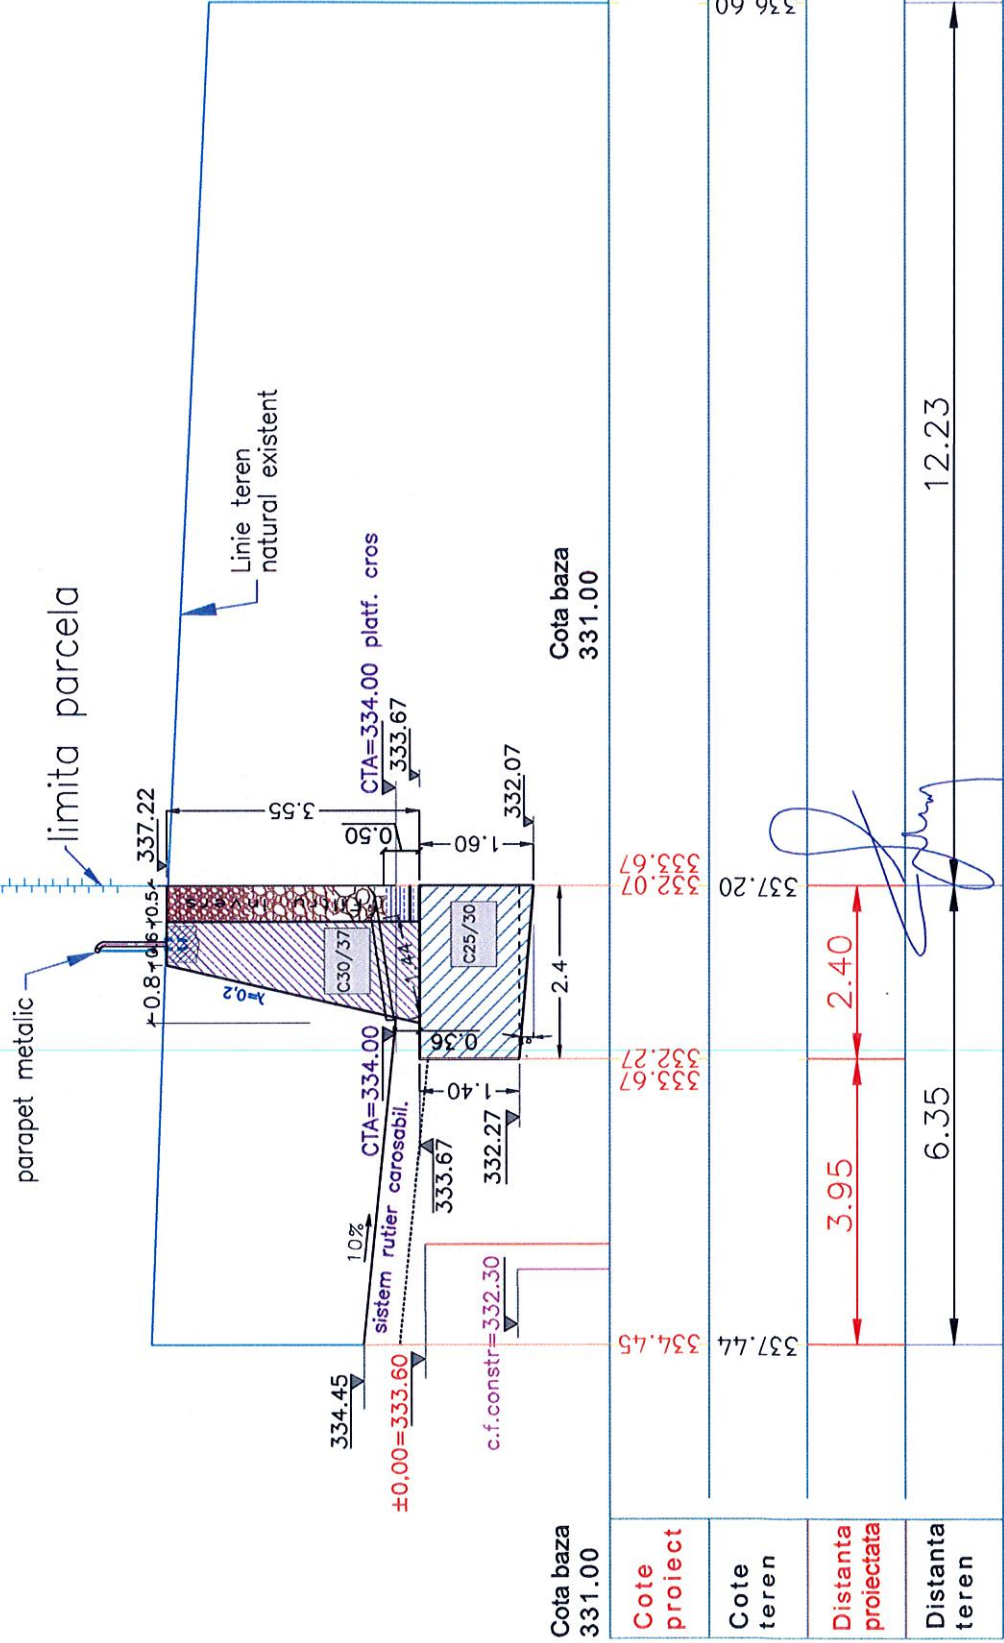 parapet metalic
limita parcela
337.22
0.8
0.6
0.5
λ=0,2
Linie teren
natural existent
Filtru invers
3.55
C30/37
CTA=334.00 platf. cros
333.67
0.50
1.44
CTA=334.00
0.36
C25/30
1.60
332.07
2.4
1.40
332.27
333.67
10%
sistem rutier carosabil.
334.45
±0,00=333.60
c.f.constr=332.30
Cota baza
331.00
Cota baza
331.00
Cote
proiect
334.45
333.67
332.27
332.07
333.67
Cote
teren
337.44
337.20
336.60
Distanta
proiectata
3.95
2.40
Distanta
teren
6.35
12.23